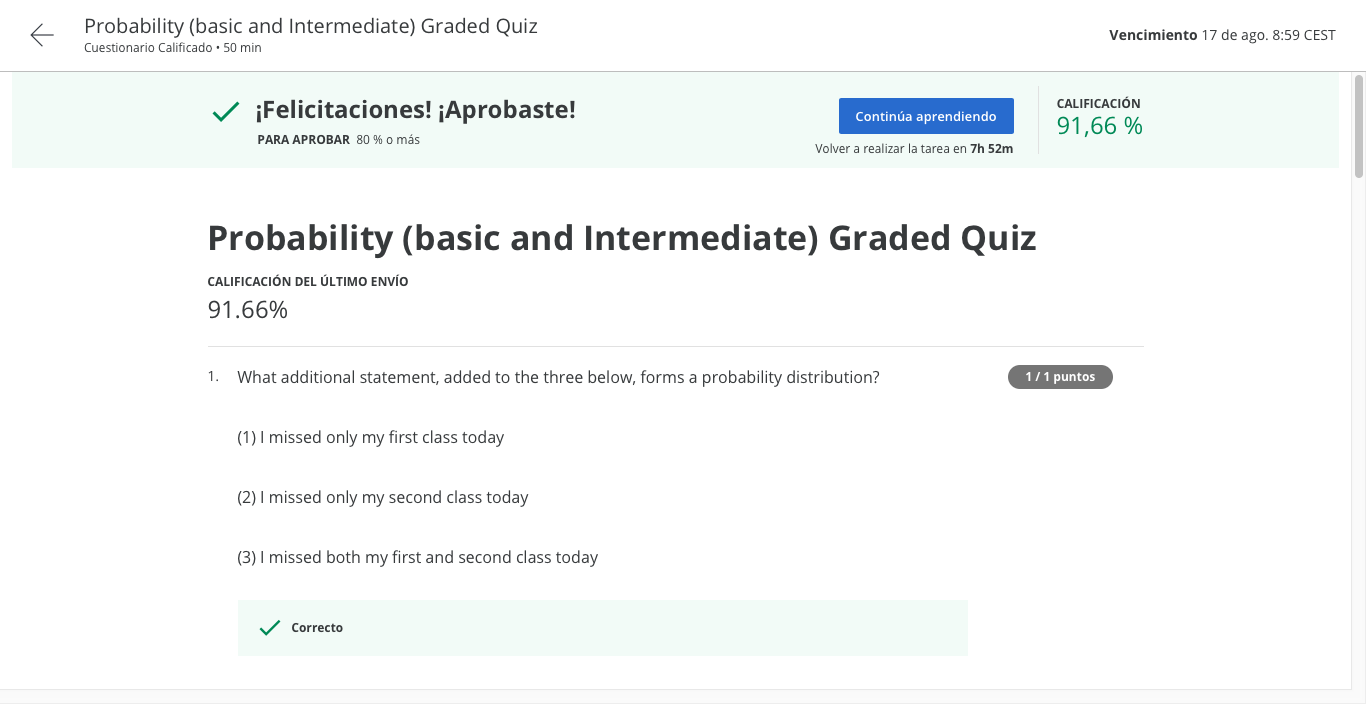 Probability (basic and Intermediate) Graded Quiz
Cuestionario Calificado • 50 min
Vencimiento 17 de ago. 8:59 CEST
¡Felicitaciones! ¡Aprobaste!
PARA APROBAR 80 % o más
Continúa aprendiendo
Volver a realizar la tarea en 7h 52m
CALIFICACIÓN
91,66 %
Probability (basic and Intermediate) Graded Quiz
CALIFICACIÓN DEL ÚLTIMO ENVÍO
91.66%
1. What additional statement, added to the three below, forms a probability distribution?
1 / 1 puntos
(1) I missed only my first class today
(2) I missed only my second class today
(3) I missed both my first and second class today
Correcto